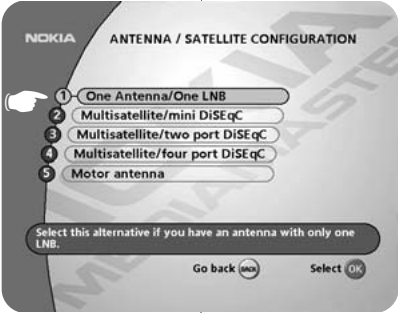 NOKIA
ANTENNA / SATELLITE CONFIGURATION
1 One Antenna/One LNB
2 Multisatellite/mini DiSEqC
3 Multisatellite/two port DiSEqC
4 Multisatellite/four port DiSEqC
5 Motor antenna
Select this alternative if you have an antenna with only one
LNB.
Go back BACK Select OK
NOKIA
MEDIAMASTER